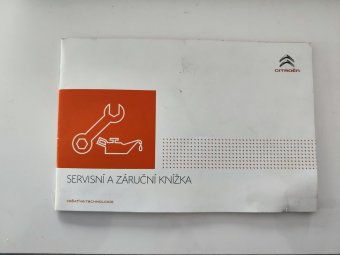 CITROËN
SERVISNÍ A ZÁRUČNÍ KNÍŽKA
CRÉATIVE TECHNOLOGIE